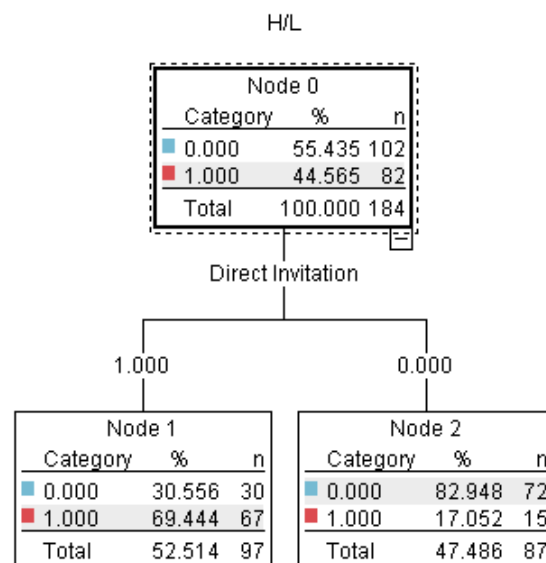 H/L
Node 0
Category % n
0.000 55.435 102
1.000 44.565 82
Total 100.000 184
Direct Invitation
1.000 0.000
Node 1
Category % n
0.000 30.556 30
1.000 69.444 67
Total 52.514 97
Node 2
Category % n
0.000 82.948 72
1.000 17.052 15
Total 47.486 87